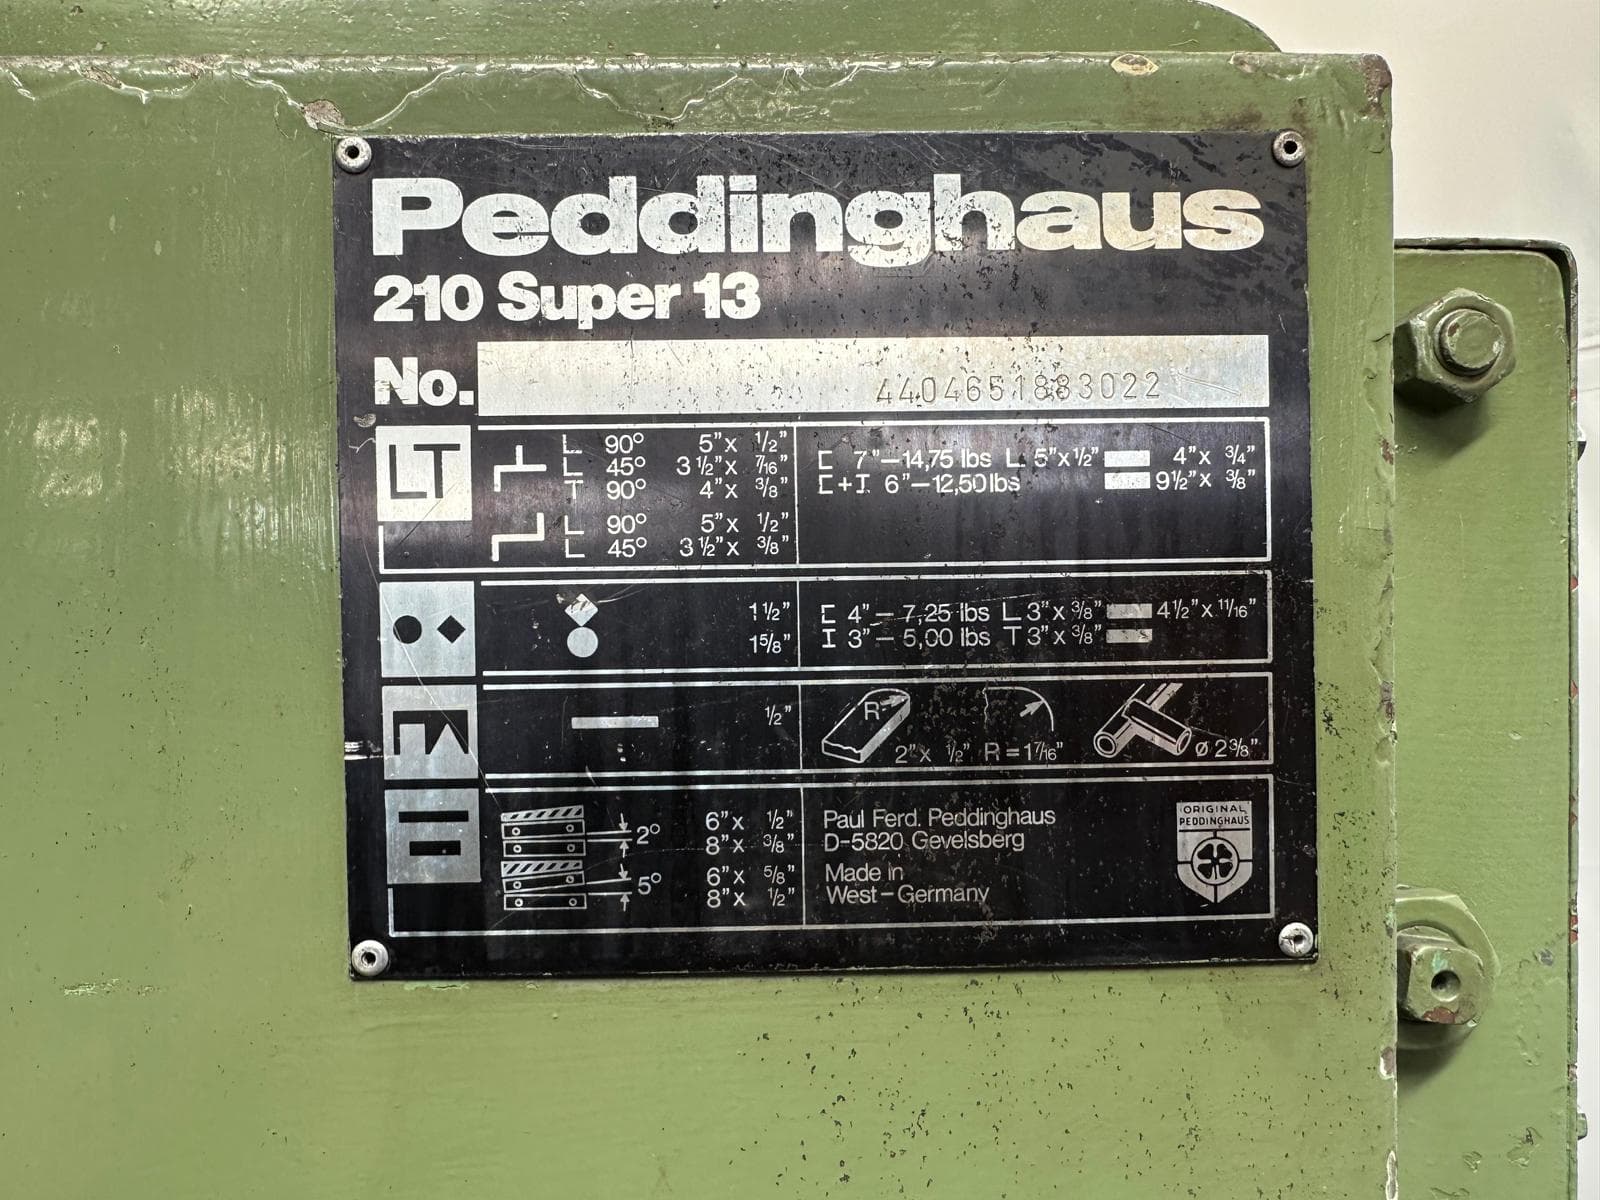 Peddinghaus
210 Super 13
No. 4404651883022
LT
L 90° 5”x 1/2”
L 45° 3 1/2”x 7/16”
T 90° 4”x 3/8”
L 90° 5”x 1/2”
L 45° 3 1/2”x 3/8”
[ 7”–14,75 lbs L 5”x 1/2” 4”x 3/4”
[+I 6”–12,50 lbs 9 1/2”x 3/8”
1 1/2”
1 5/8”
[ 4”– 7,25 lbs L 3”x 3/8” 4 1/2”x 11/16”
I 3”– 5,00 lbs T 3”x 3/8”
1/2”
R
2”x 1/2” R=1 7/16”
ø 2 3/8”
2° 6”x 1/2”
8”x 3/8”
5° 6”x 5/8”
8”x 1/2”
Paul Ferd. Peddinghaus
D-5820 Gevelsberg
Made in
West-Germany
ORIGINAL
PEDDINGHAUS